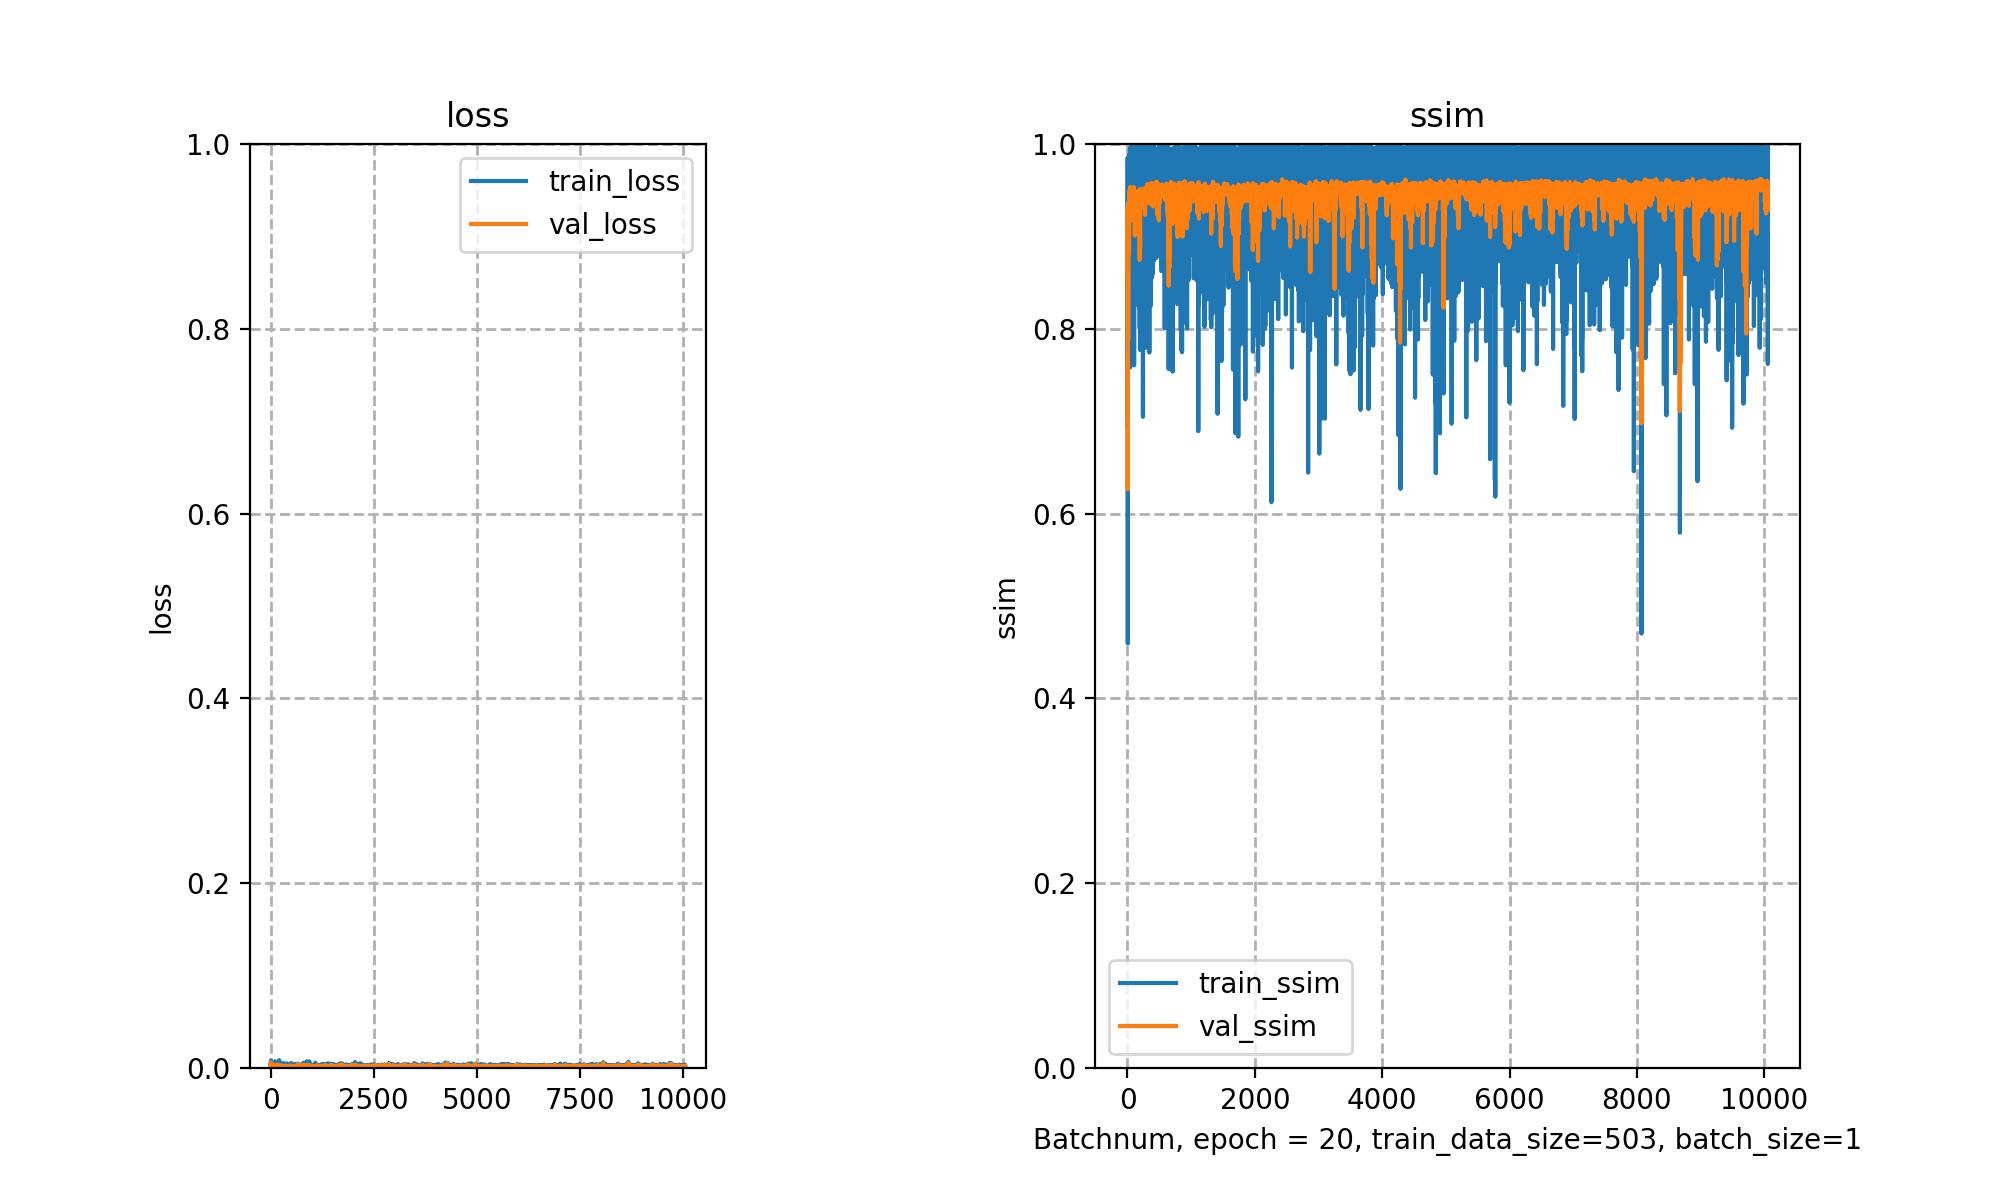 loss
1.0
0.8
0.6
0.4
0.2
0.0
loss
train_loss
val_loss
0 2500 5000 7500 10000
ssim
1.0
0.8
0.6
0.4
0.2
0.0
ssim
train_ssim
val_ssim
0 2000 4000 6000 8000 10000
Batchnum, epoch = 20, train_data_size=503, batch_size=1